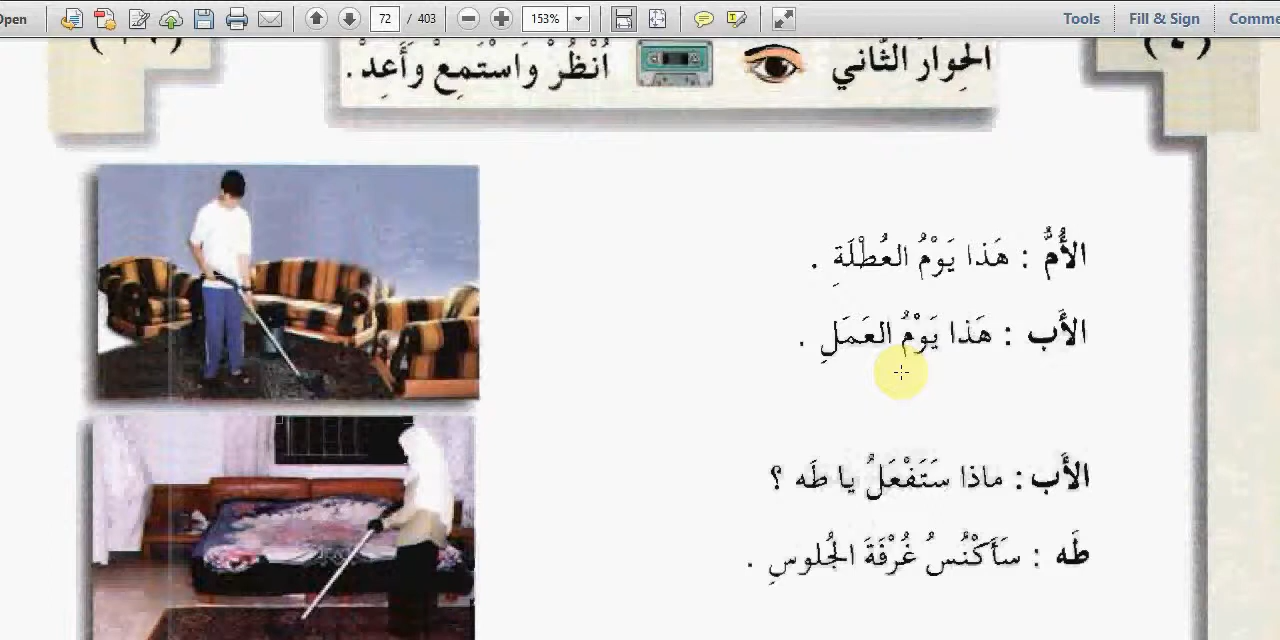 Open 72 / 403 153% Tools Fill & Sign Comme
الحِوار الثّاني اُنْظُرْ وَاسْتَمِعْ وأَعِدْ.
الأُمُّ : هَذا يَوْمُ العُطْلَةِ .
الأَب : هَذا يَوْمُ العَمَلِ .
الأَب : ماذا سَتَفْعَلُ يا طَه ؟
طَه : سَأَكْنُسُ غُرْفَةَ الجُلوسِ .